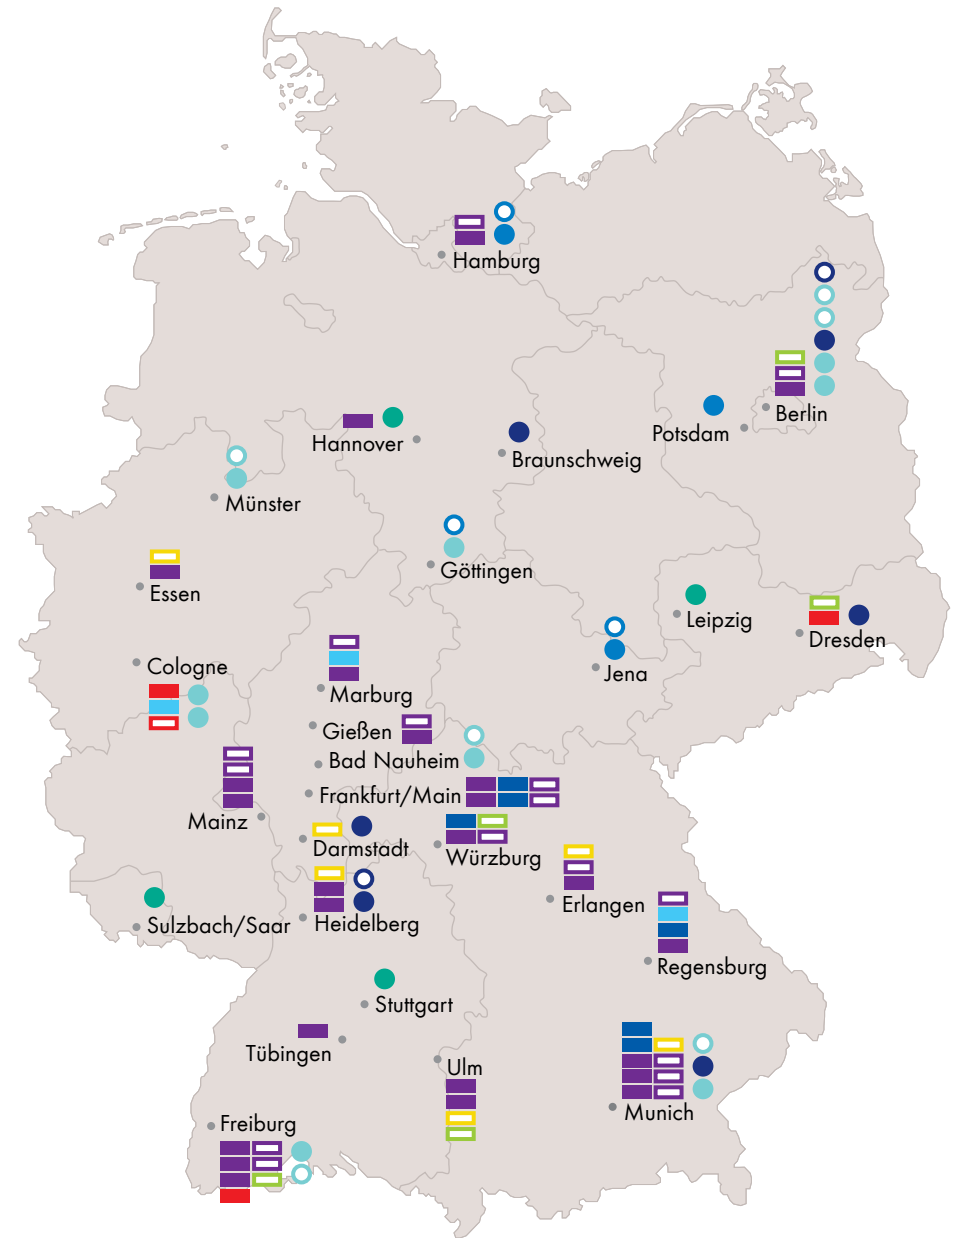 Hamburg
Berlin
Potsdam
Hannover
Braunschweig
Münster
Göttingen
Essen
Leipzig
Dresden
Cologne
Jena
Marburg
Gießen
Bad Nauheim
Frankfurt/Main
Mainz
Darmstadt
Würzburg
Erlangen
Heidelberg
Sulzbach/Saar
Regensburg
Stuttgart
Tübingen
Ulm
Munich
Freiburg